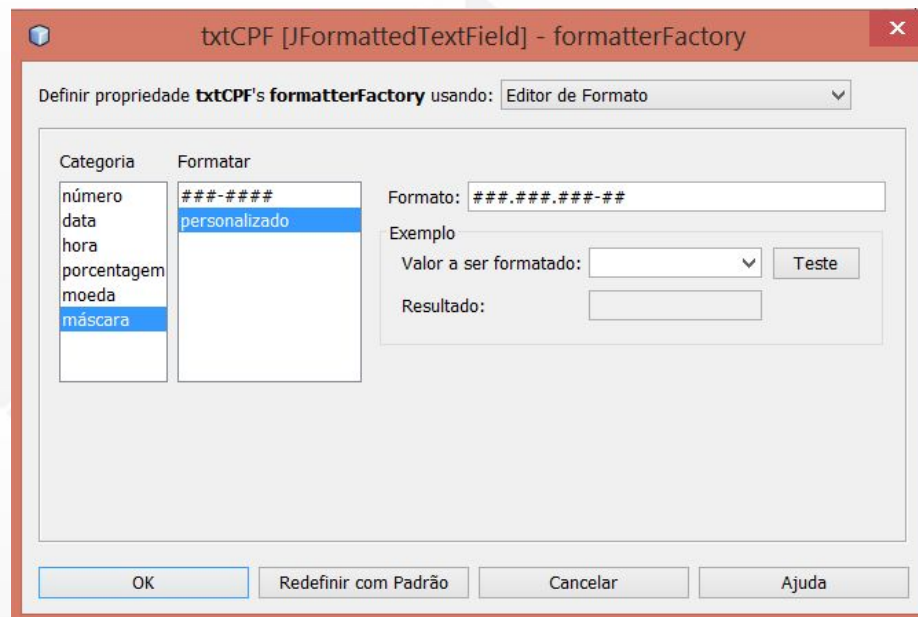 txtCPF [JFormattedTextField] - formatterFactory
Definir propriedade txtCPF's formatterFactory usando: Editor de Formato
Categoria
Formatar
número
data
hora
porcentagem
moeda
máscara
###-####
personalizado
Formato: ###.###.###-##
Exemplo
Valor a ser formatado:
Teste
Resultado:
OK
Redefinir com Padrão
Cancelar
Ajuda